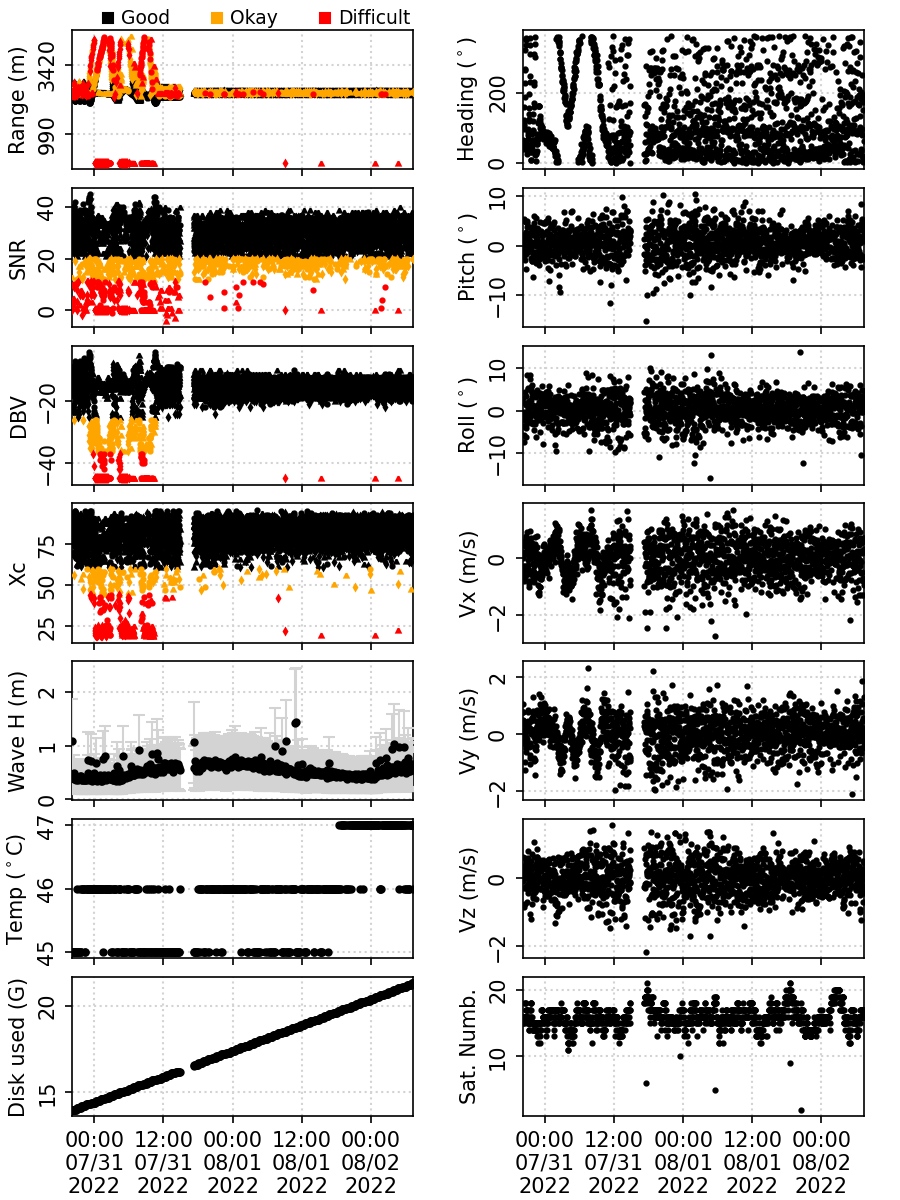 Good Okay Difficult
Range (m)
3420
990
Heading (°)
200
0
SNR
40
20
0
Pitch (°)
10
0
−10
DBV
−20
−40
Roll (°)
10
0
−10
Xc
75
50
25
Vx (m/s)
0
−2
Wave H (m)
2
1
0
Vy (m/s)
2
0
−2
Temp (°C)
47
46
45
Vz (m/s)
0
−2
Disk used (G)
20
15
Sat. Numb.
20
10
00:00 12:00 00:00 12:00 00:00
07/31 07/31 08/01 08/01 08/02
2022 2022 2022 2022 2022
00:00 12:00 00:00 12:00 00:00
07/31 07/31 08/01 08/01 08/02
2022 2022 2022 2022 2022